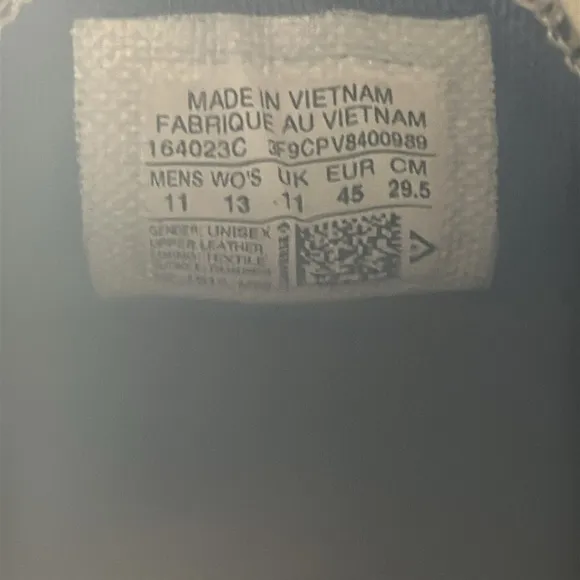 MADE IN VIETNAM
FABRIQUE AU VIETNAM
164023C 3F9CPV8400989
MENS WO'S UK EUR CM
11 13 11 45 29.5
GENDER: UNISEX
UPPER: LEATHER
LINING: TEXTILE